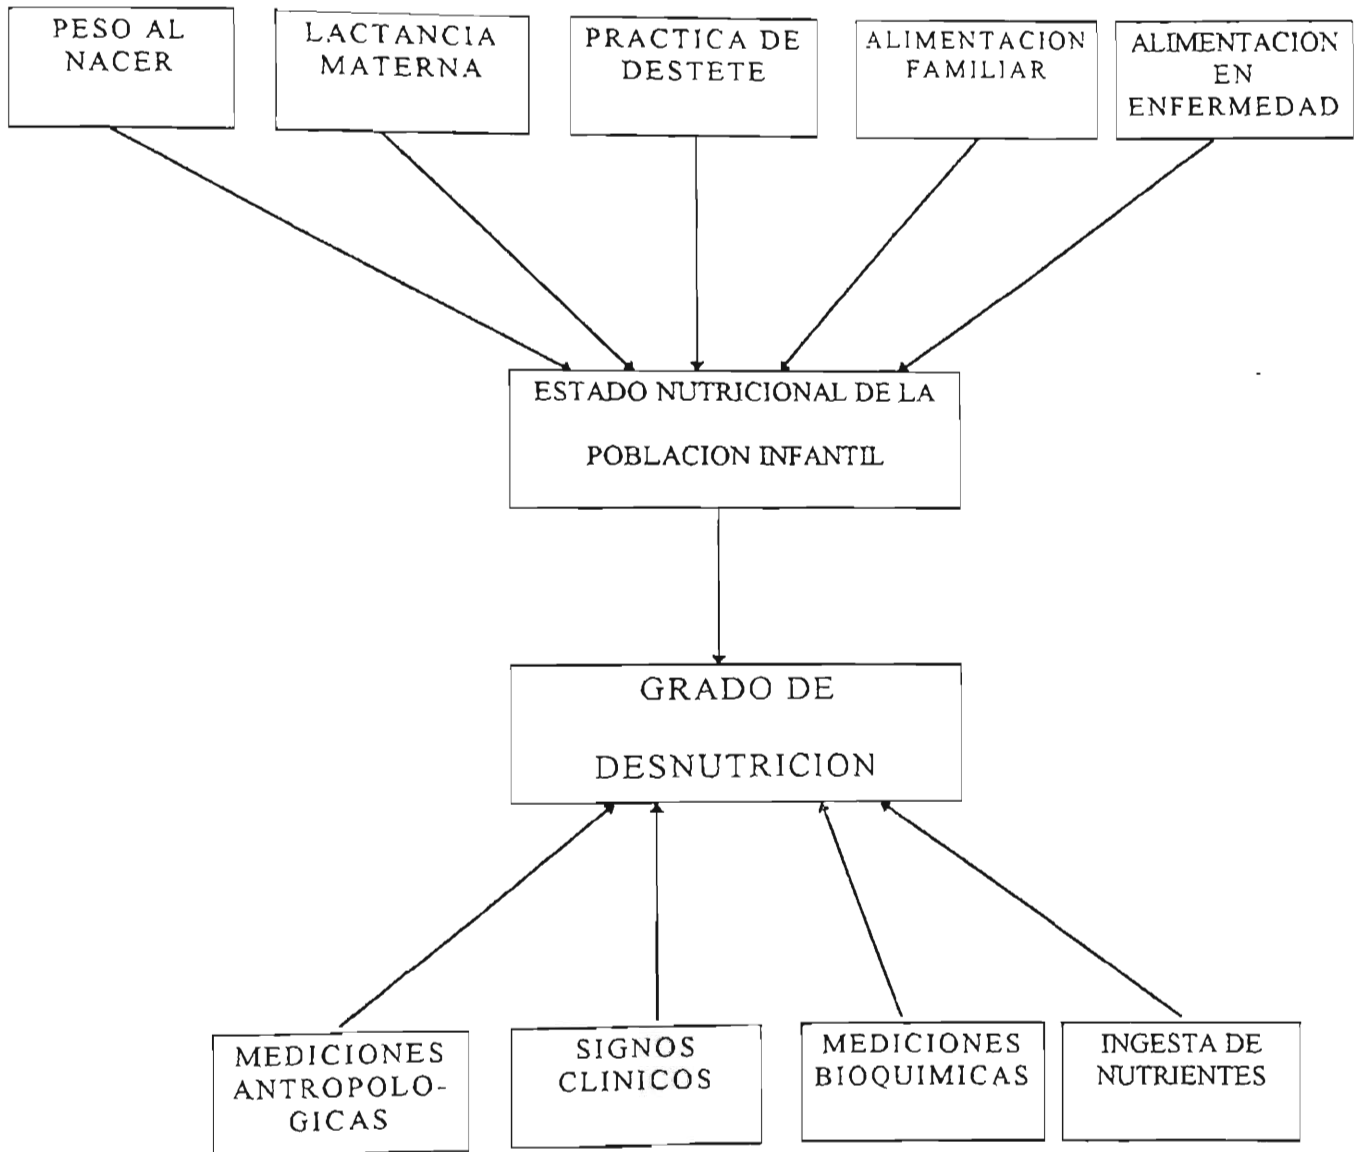 PESO AL
NACER
LACTANCIA
MATERNA
PRACTICA DE
DESTETE
ALIMENTACION
FAMILIAR
ALIMENTACION
EN
ENFERMEDAD
ESTADO NUTRICIONAL DE LA
POBLACION INFANTIL
GRADO DE
DESNUTRICION
MEDICIONES
ANTROPOLO-
GICAS
SIGNOS
CLINICOS
MEDICIONES
BIOQUIMICAS
INGESTA DE
NUTRIENTES